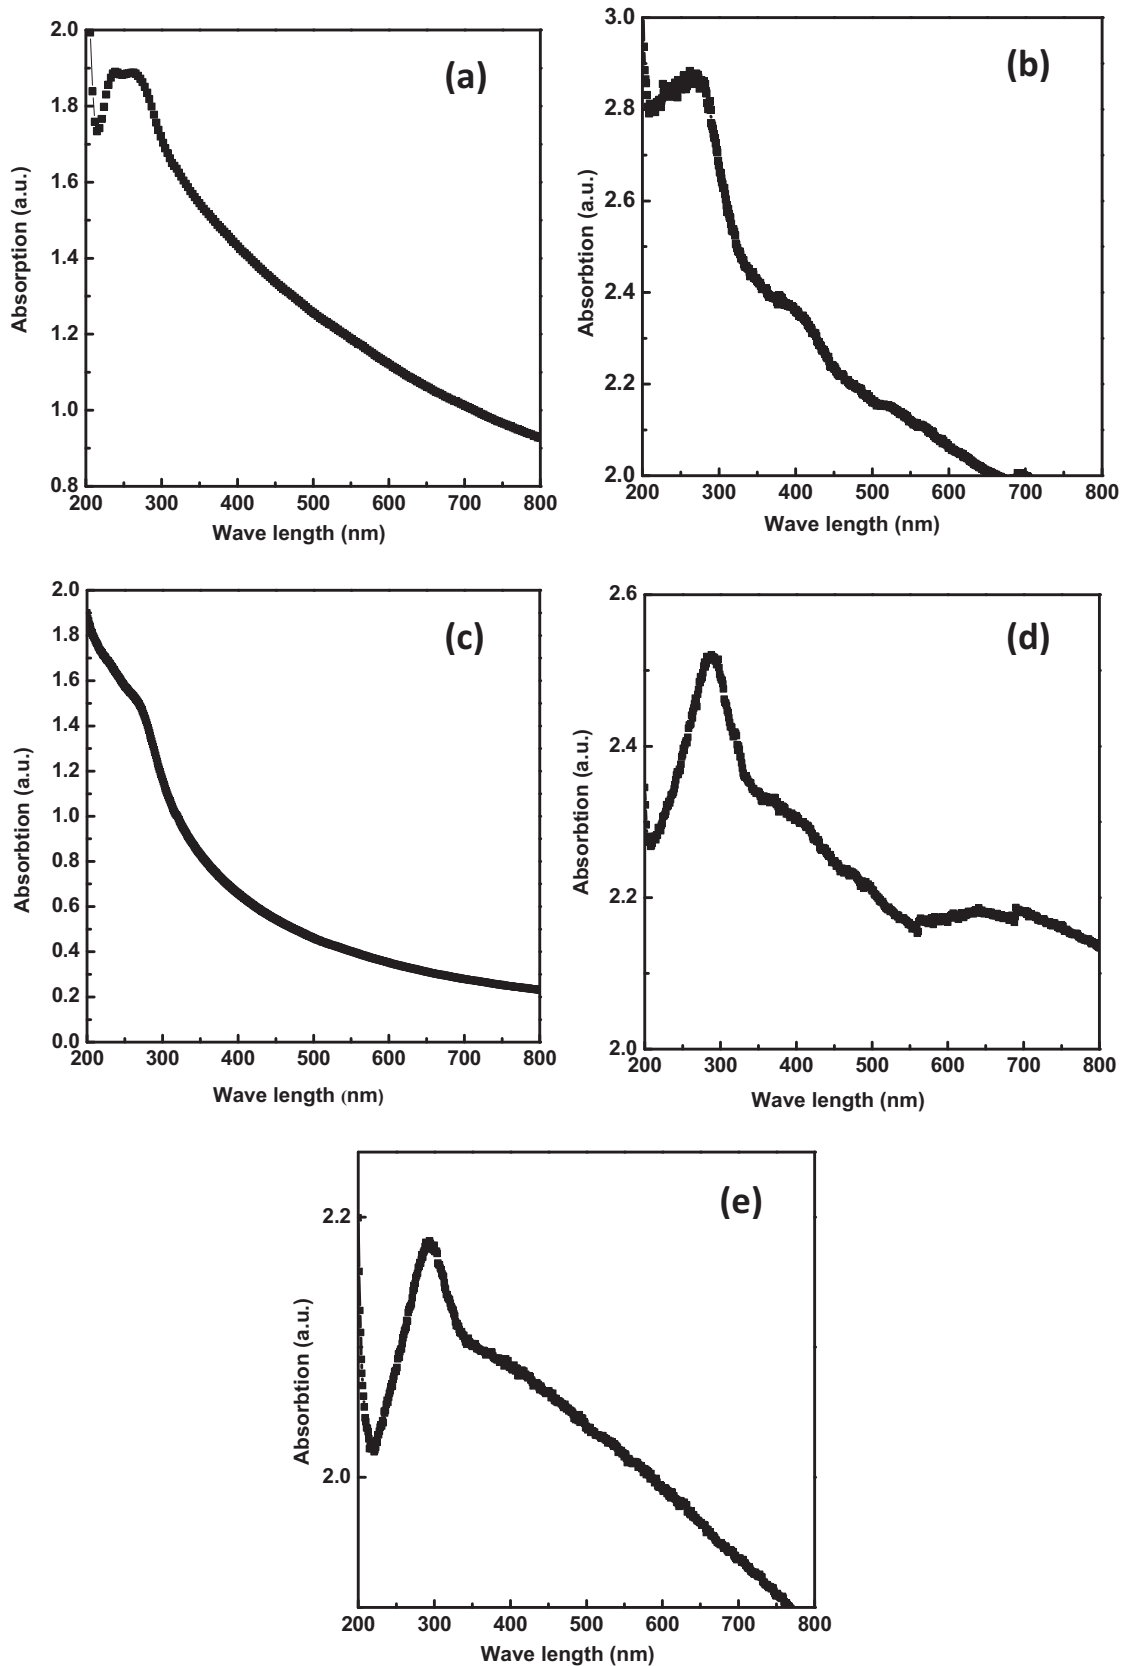 (a)
Absorption (a.u.)
2.0
1.8
1.6
1.4
1.2
1.0
0.8
200 300 400 500 600 700 800
Wave length (nm)
(b)
Absorbtion (a.u.)
3.0
2.8
2.6
2.4
2.2
2.0
200 300 400 500 600 700 800
Wave length (nm)
(c)
Absorbtion (a.u.)
2.0
1.8
1.6
1.4
1.2
1.0
0.8
0.6
0.4
0.2
0.0
200 300 400 500 600 700 800
Wave length (nm)
(d)
Absorbtion (a.u.)
2.6
2.4
2.2
2.0
200 300 400 500 600 700 800
Wave length (nm)
(e)
Absorbtion (a.u.)
2.2
2.0
200 300 400 500 600 700 800
Wave length (nm)